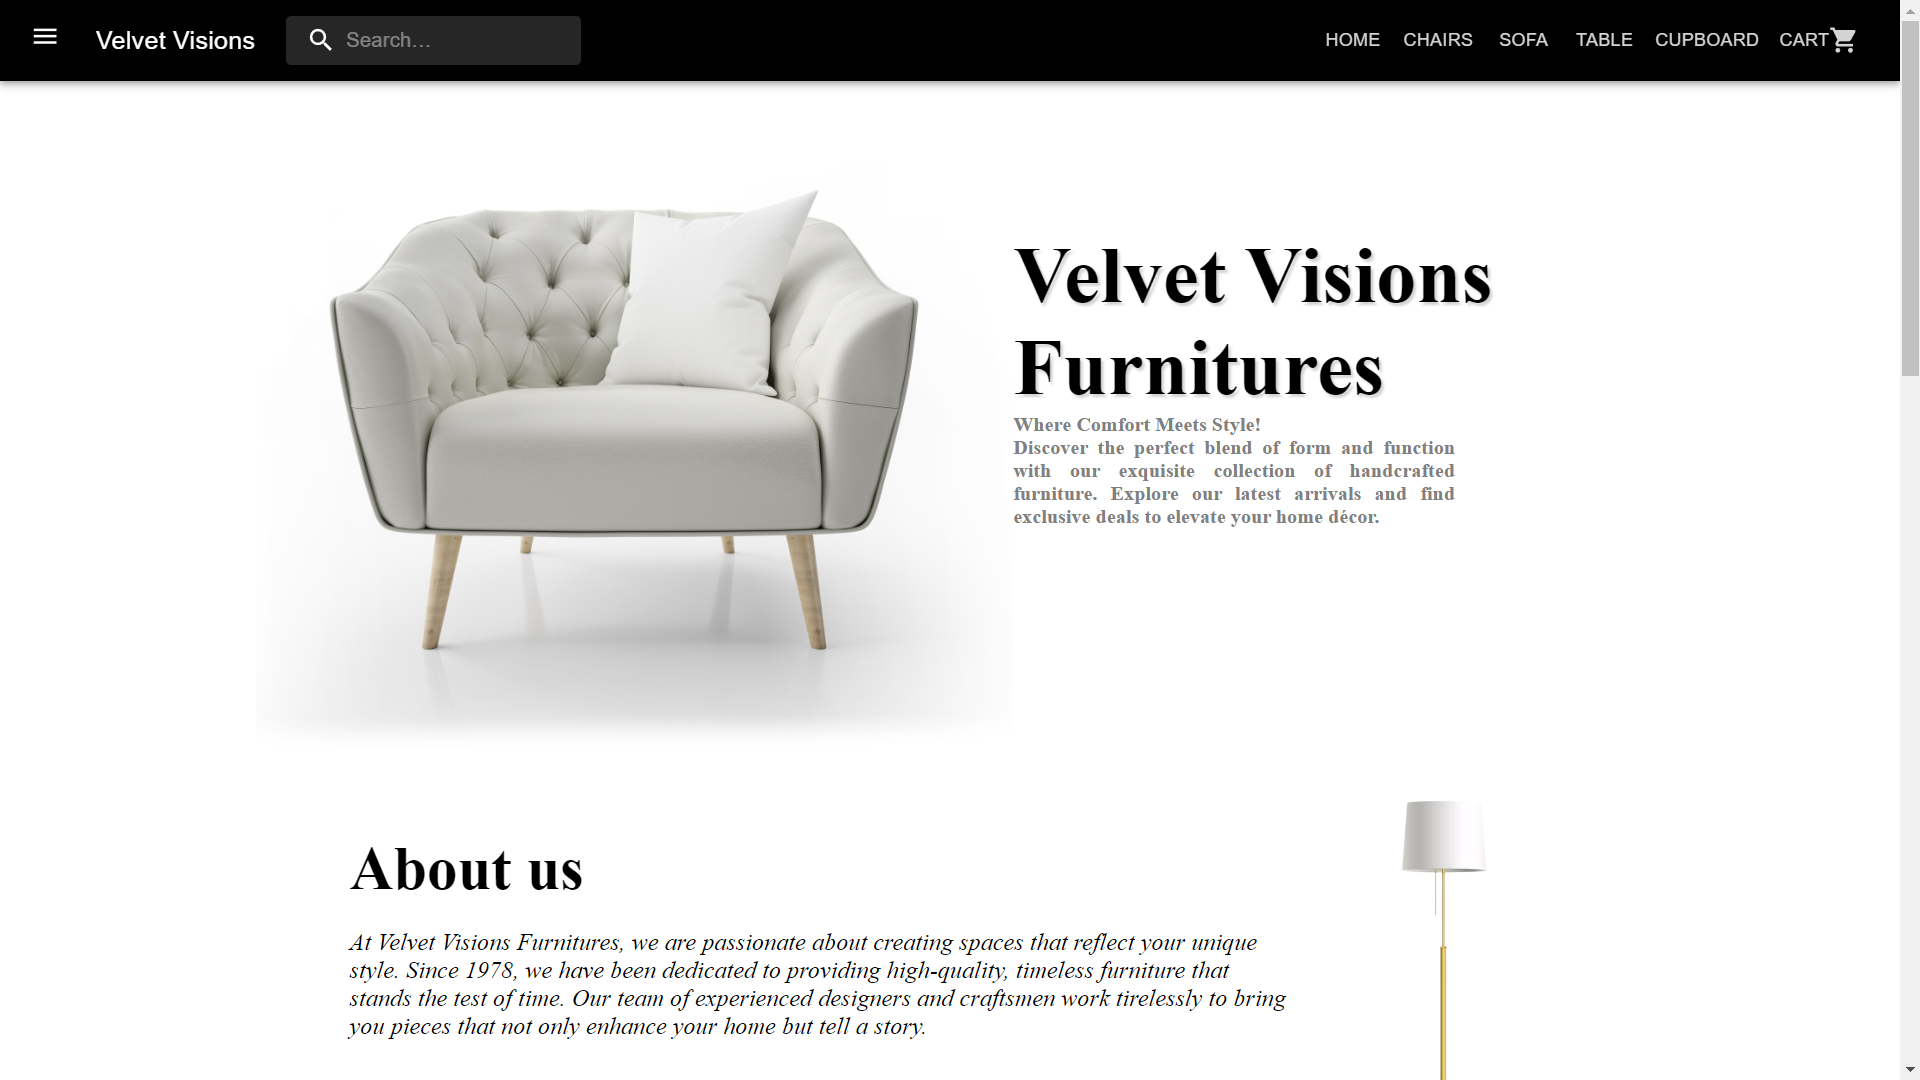 Velvet Visions
Search…
HOME CHAIRS SOFA TABLE CUPBOARD CART
Velvet Visions
Furnitures
Where Comfort Meets Style!
Discover the perfect blend of form and function
with our exquisite collection of handcrafted
furniture. Explore our latest arrivals and find
exclusive deals to elevate your home décor.
About us
At Velvet Visions Furnitures, we are passionate about creating spaces that reflect your unique
style. Since 1978, we have been dedicated to providing high-quality, timeless furniture that
stands the test of time. Our team of experienced designers and craftsmen work tirelessly to bring
you pieces that not only enhance your home but tell a story.